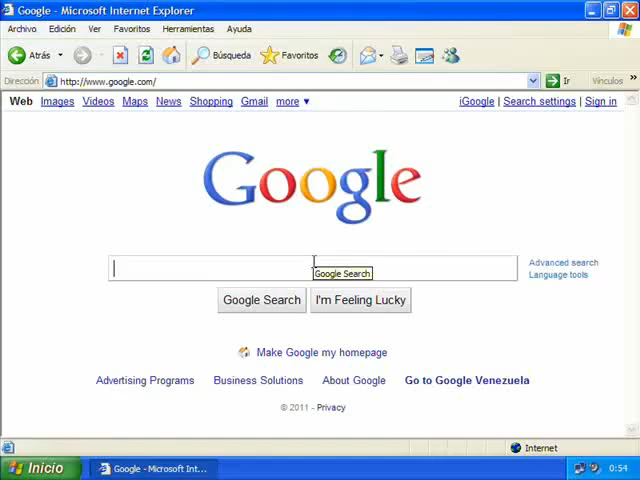 Google - Microsoft Internet Explorer
Archivo Edición Ver Favoritos Herramientas Ayuda
Atrás Búsqueda Favoritos
Dirección http://www.google.com/ Ir Vínculos »
Web Images Videos Maps News Shopping Gmail more ▼ iGoogle | Search settings | Sign in
Google
Advanced search
Google Search
Language tools
Google Search I'm Feeling Lucky
Make Google my homepage
Advertising Programs Business Solutions About Google Go to Google Venezuela
© 2011 - Privacy
Internet
Inicio Google - Microsoft Int... 0:54